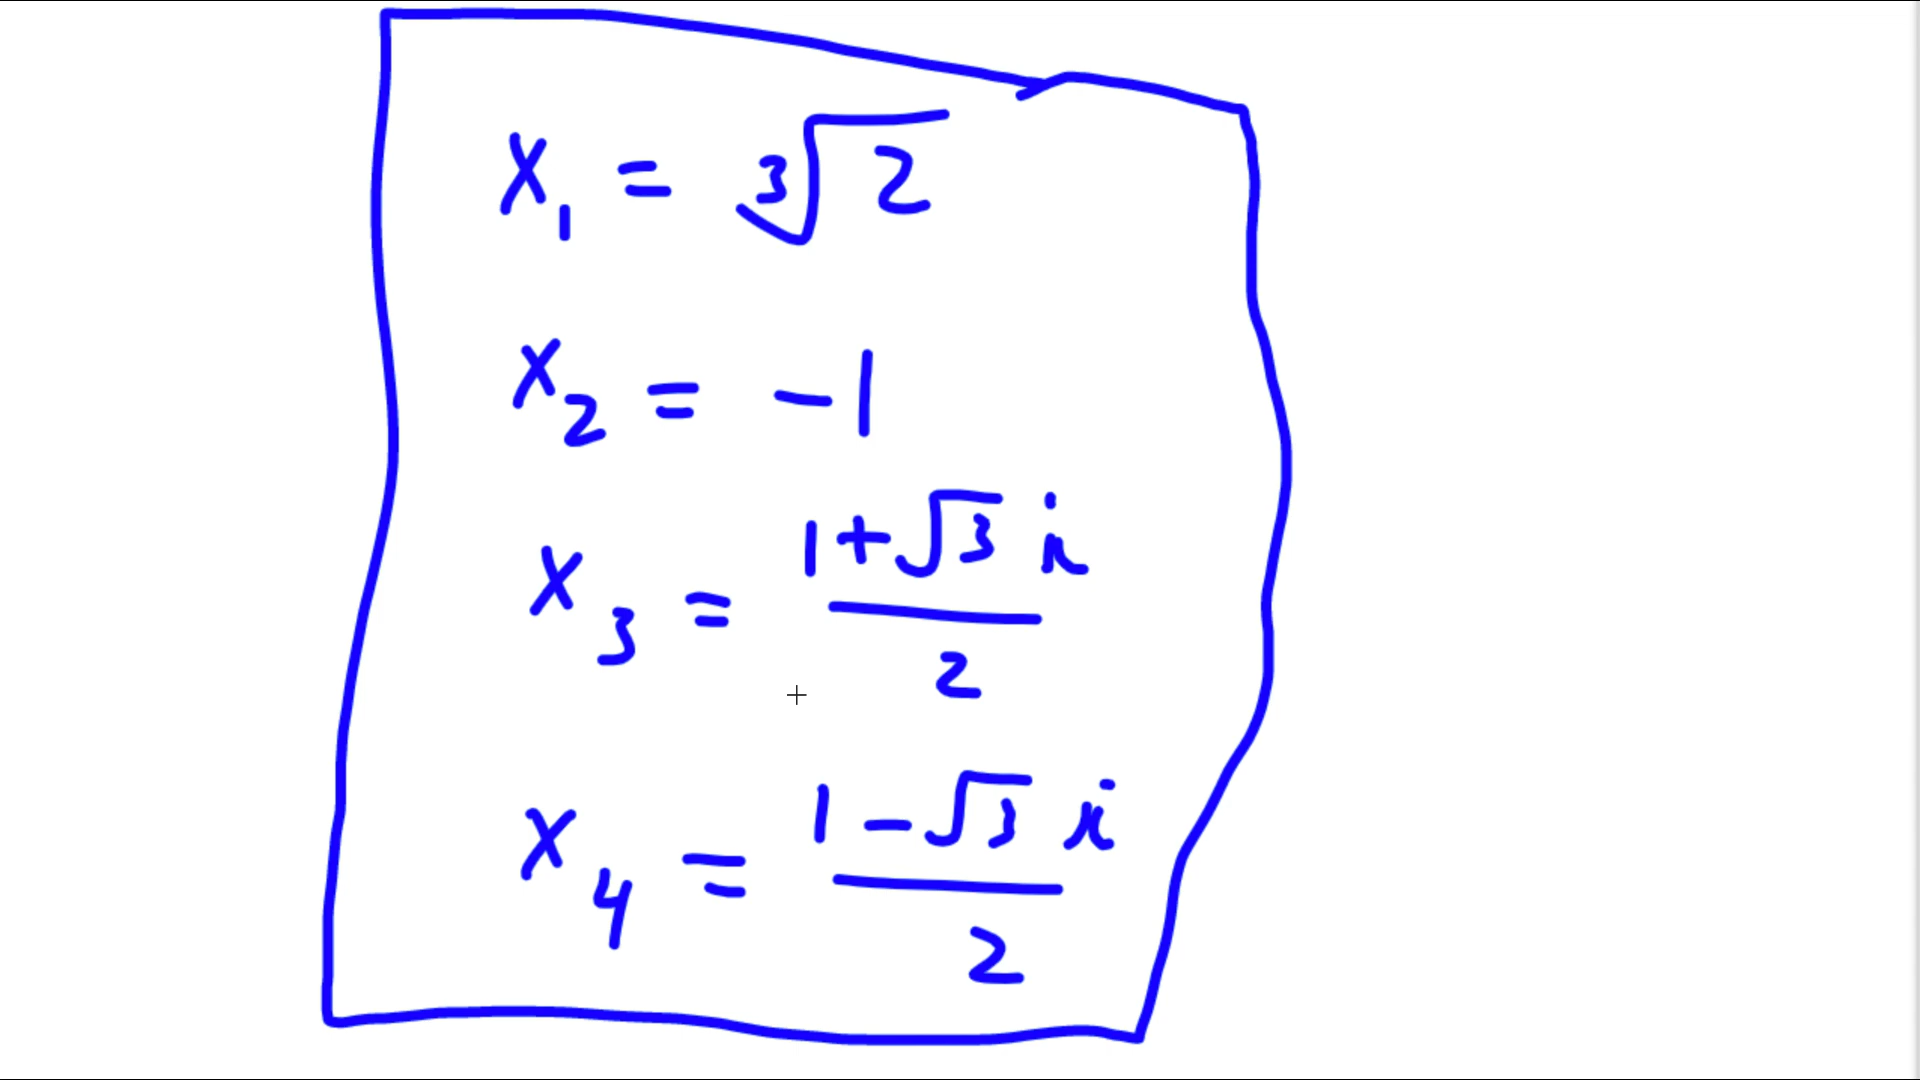 X₁ = ∛2
X₂ = -1
X₃ = (1+√3 i)/2
X₄ = (1-√3 i)/2